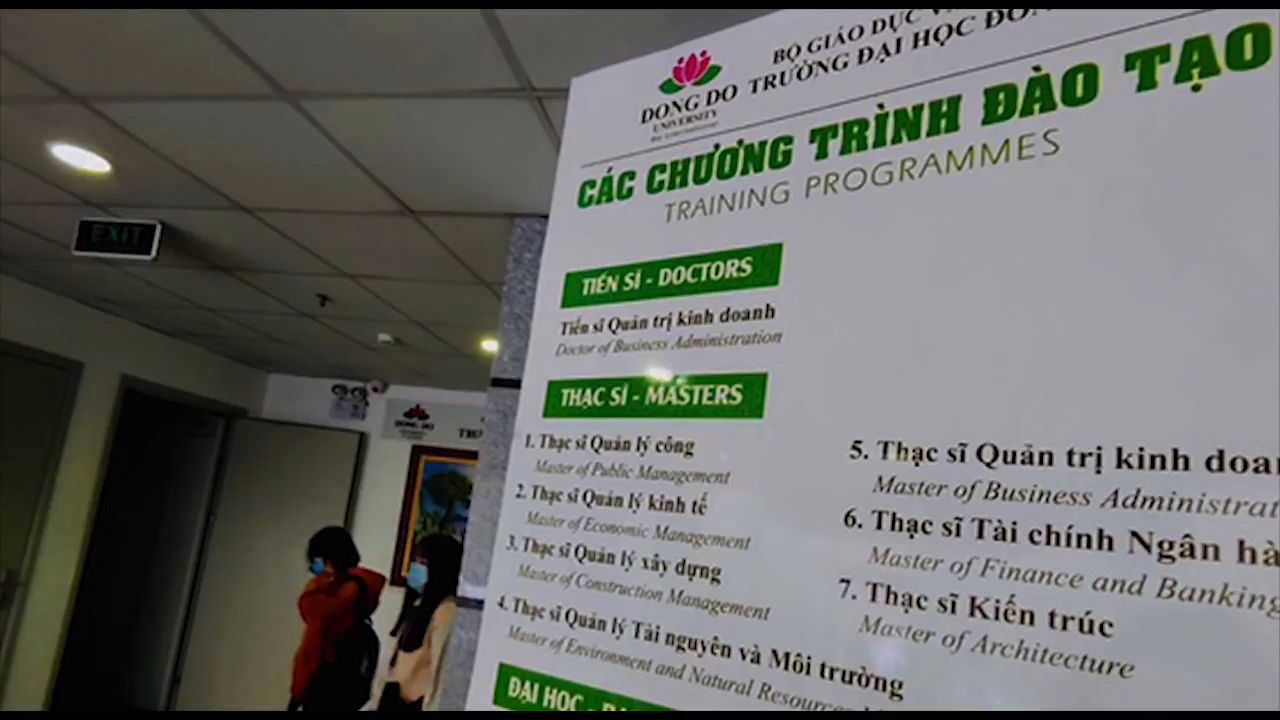 BỘ GIÁO DỤC
TRƯỜNG ĐẠI HỌC
DONG DO
UNIVERSITY
CÁC CHƯƠNG TRÌNH ĐÀO TẠO
TRAINING PROGRAMMES
TIẾN SĨ - DOCTORS
Tiến sĩ Quản trị kinh doanh
Doctor of Business Administration
THẠC SĨ - MASTERS
1. Thạc sĩ Quản lý công
Master of Public Management
2. Thạc sĩ Quản lý kinh tế
Master of Economic Management
3. Thạc sĩ Quản lý xây dựng
Master of Construction Management
4. Thạc sĩ Quản lý Tài nguyên và Môi trường
Master of Environment and Natural Resources
5. Thạc sĩ Quản trị kinh doa
Master of Business Administrat
6. Thạc sĩ Tài chính Ngân hà
Master of Finance and Banking
7. Thạc sĩ Kiến trúc
Master of Architecture
ĐẠI HỌC -
EXIT
DONG DO